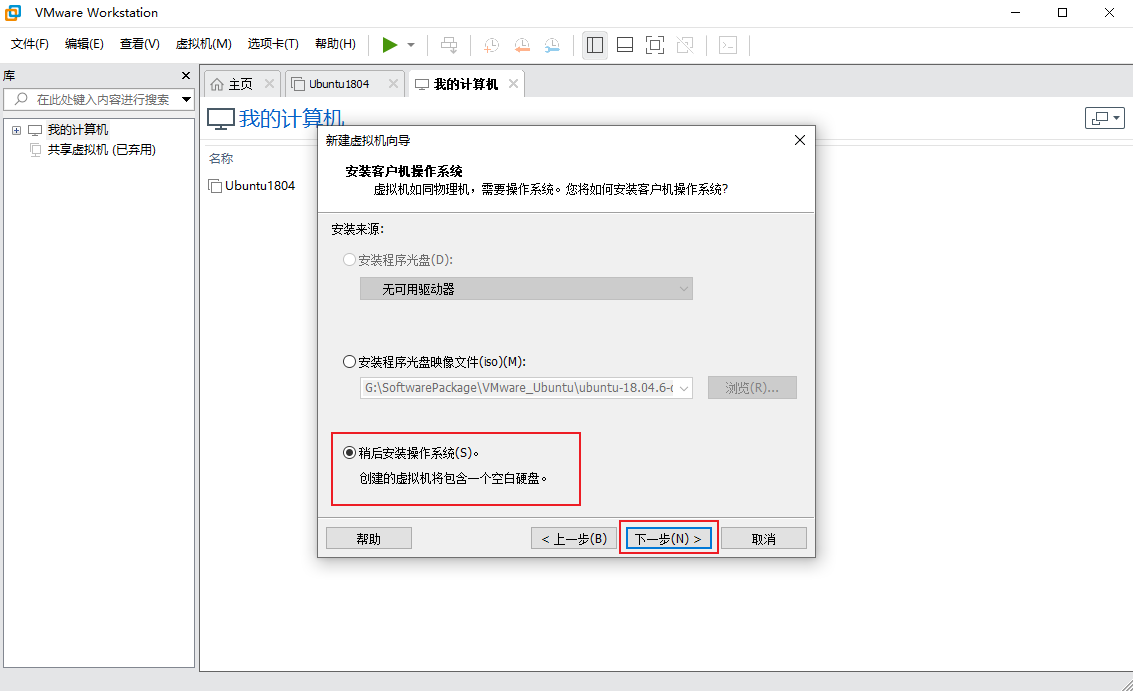 VMware Workstation
文件(F) 编辑(E) 查看(V) 虚拟机(M) 选项卡(T) 帮助(H)
库
在此处键入内容进行搜索
我的计算机
共享虚拟机 (已弃用)
主页
Ubuntu1804
我的计算机
我的计算机
名称
Ubuntu1804
新建虚拟机向导
安装客户机操作系统
虚拟机如同物理机，需要操作系统。您将如何安装客户机操作系统?
安装来源:
安装程序光盘(D):
无可用驱动器
安装程序光盘映像文件(iso)(M):
G:\SoftwarePackage\VMware_Ubuntu\ubuntu-18.04.6-
浏览(R)...
稍后安装操作系统(S)。
创建的虚拟机将包含一个空白硬盘。
帮助
< 上一步(B)
下一步(N) >
取消